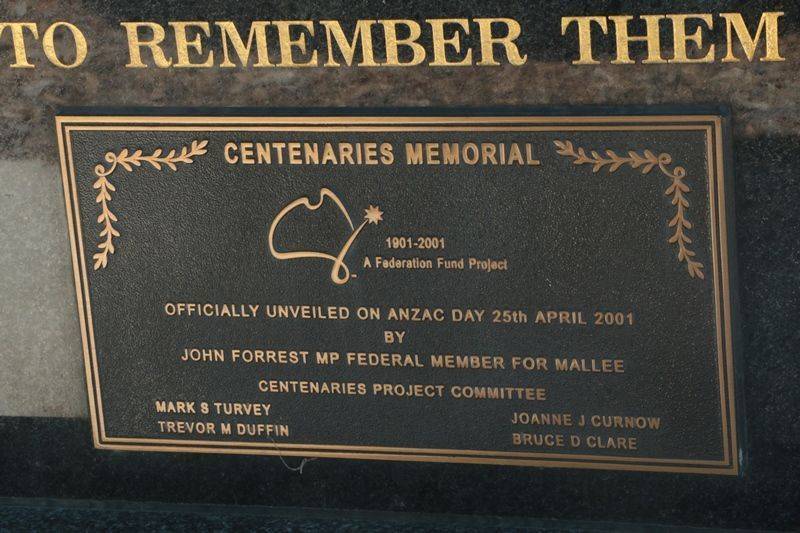 TO REMEMBER THEM
CENTENARIES MEMORIAL
1901-2001
A Federation Fund Project
OFFICIALLY UNVEILED ON ANZAC DAY 25th APRIL 2001
BY
JOHN FORREST MP FEDERAL MEMBER FOR MALLEE
CENTENARIES PROJECT COMMITTEE
MARK S TURVEY
TREVOR M DUFFIN
JOANNE J CURNOW
BRUCE D CLARE